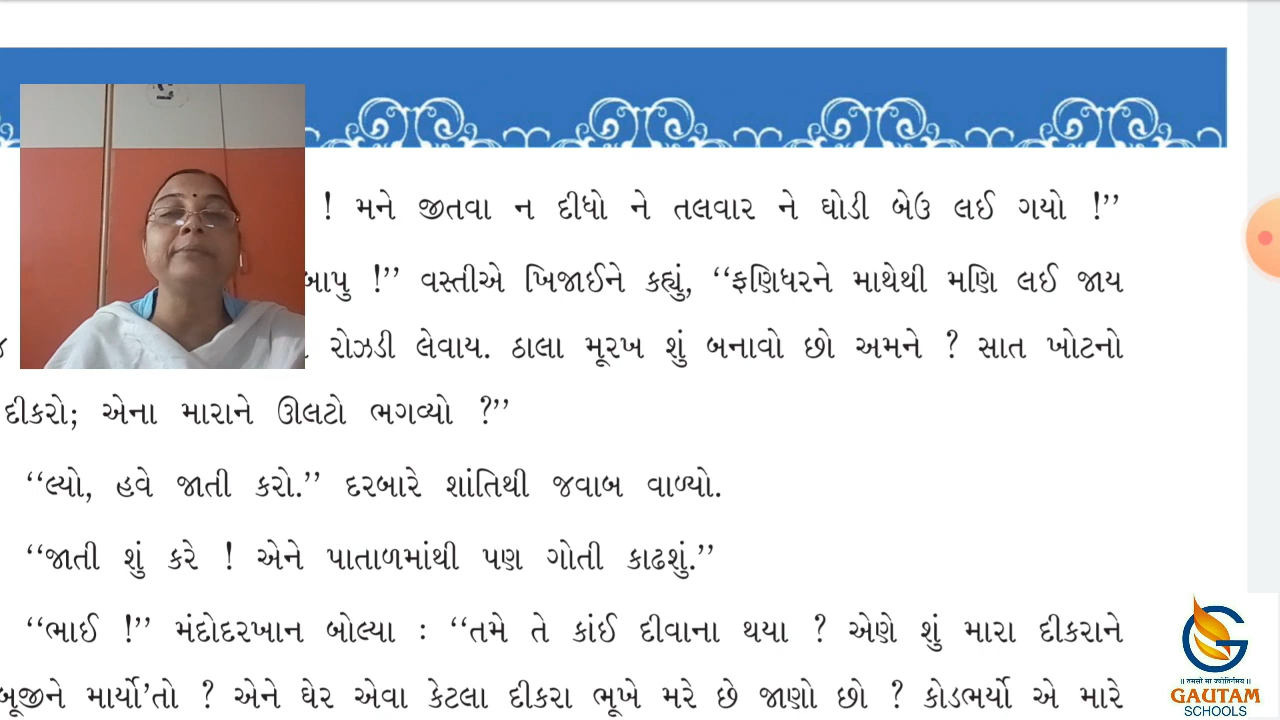 ! મને જીતવા ન દીધો ને તલવાર ને ઘોડી બેઉ લઈ ગયો !”
બાપુ !” વસ્તીએ ખિજાઈને કહ્યું, “ફણિધરને માથેથી મણિ લઈ જાય
રોઝડી લેવાય. ઠાલા મૂરખ શું બનાવો છો અમને ? સાત ખોટનો
દીકરો; એના મારાને ઊલટો ભગવ્યો ?”
“લ્યો, હવે જાતી કરો.” દરબારે શાંતિથી જવાબ વાળ્યો.
“જાતી શું કરે ! એને પાતાળમાંથી પણ ગોતી કાઢશું.”
“ભાઈ !” મંદોદરખાન બોલ્યા : “તમે તે કાંઈ દીવાના થયા ? એણે શું મારા દીકરાને
બૂજીને માર્યો’તો ? એને ઘેર એવા કેટલા દીકરા ભૂખે મરે છે જાણો છો ? કોડભર્યો એ મારે
॥ तमसो मा ज्योतिर्गमय ॥
GAUTAM
SCHOOLS